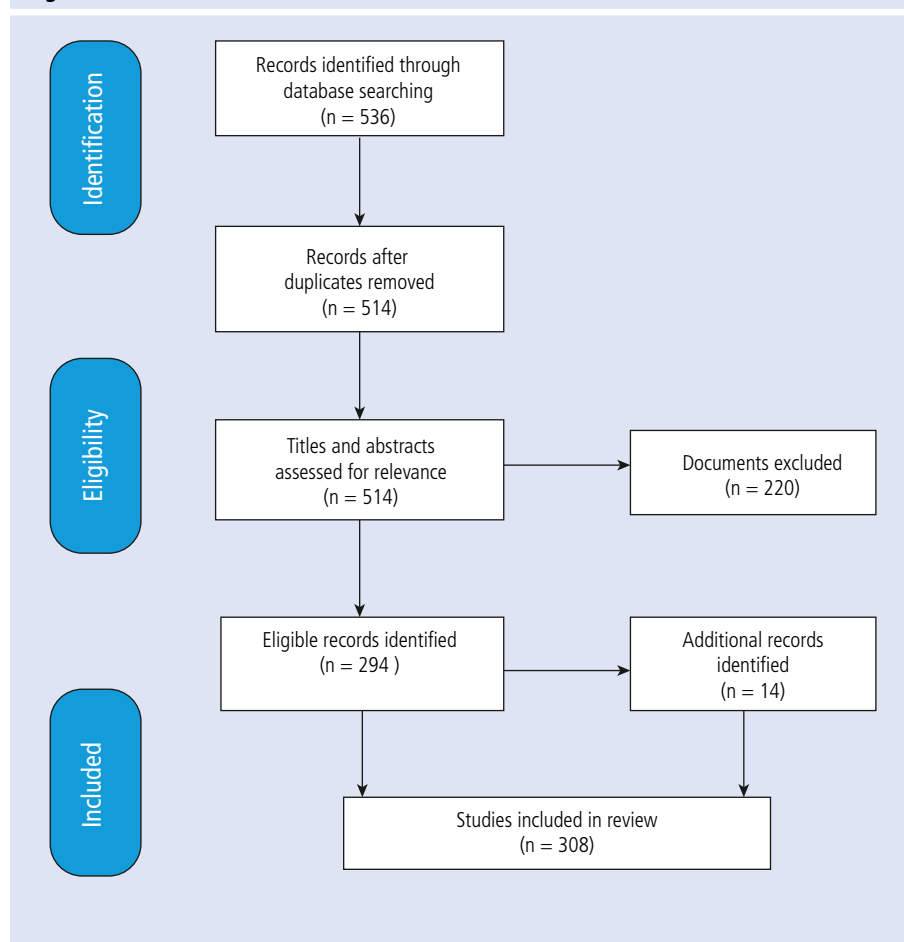 Identification
Records identified through
database searching
(n = 536)
Records after
duplicates removed
(n = 514)
Eligibility
Titles and abstracts
assessed for relevance
(n = 514)
Documents excluded
(n = 220)
Eligible records identified
(n = 294 )
Additional records
identified
(n = 14)
Included
Studies included in review
(n = 308)